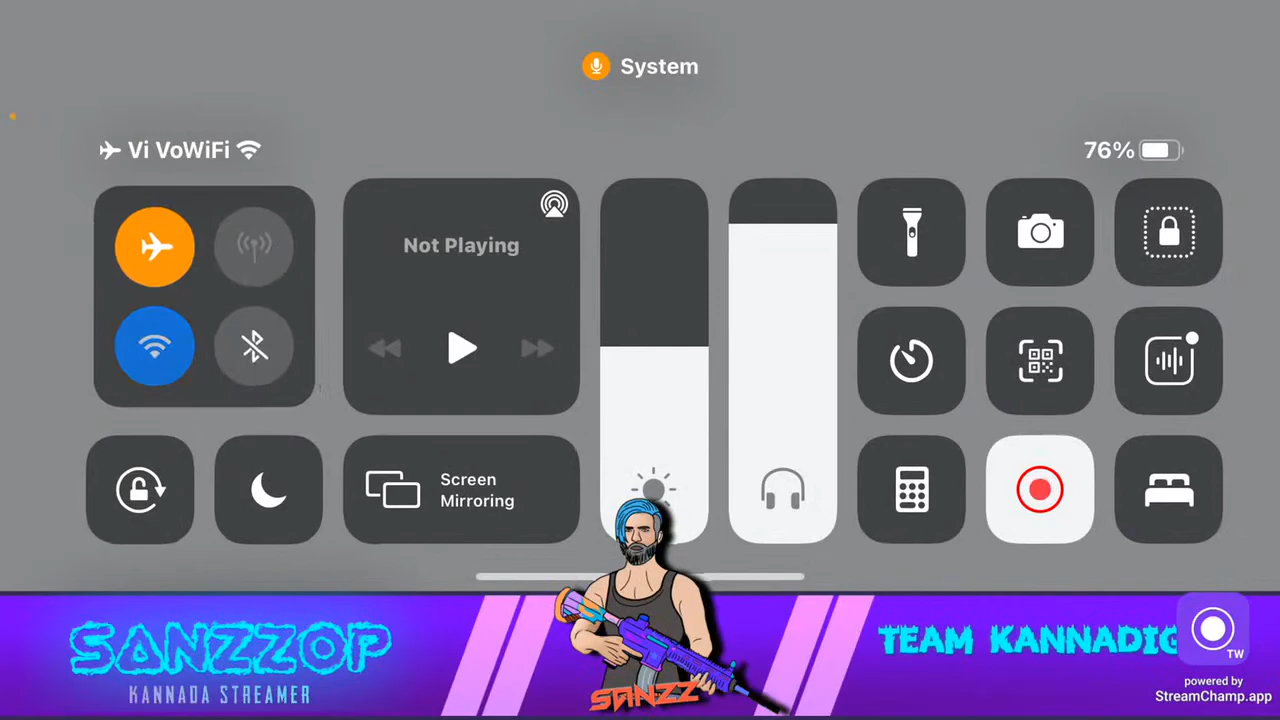 System
Vi VoWiFi
76%
Not Playing
Screen
Mirroring
SANZZOP
KANNADA STREAMER
SANZZ
TEAM KANNADIG
TW
powered by
StreamChamp.app